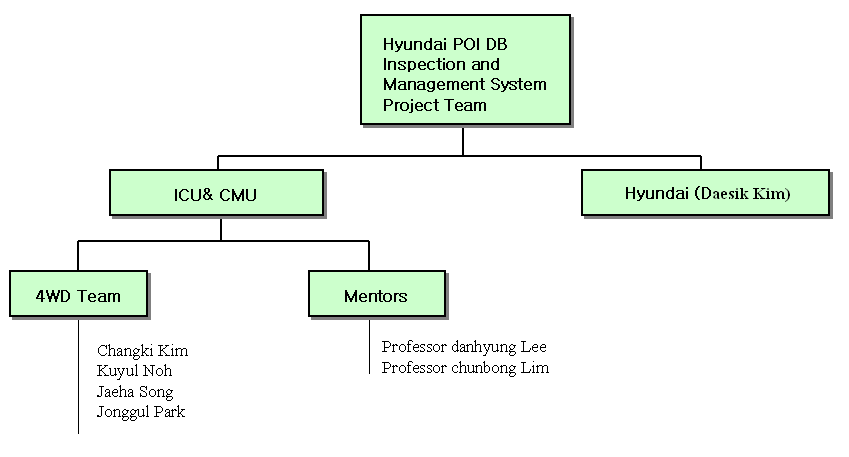 Hyundai POI DB
Inspection and
Management System
Project Team
ICU& CMU
Hyundai (Daesik Kim)
4WD Team
Mentors
Changki Kim
Kuyul Noh
Jaeha Song
Jonggul Park
Professor danhyung Lee
Professor chunbong Lim